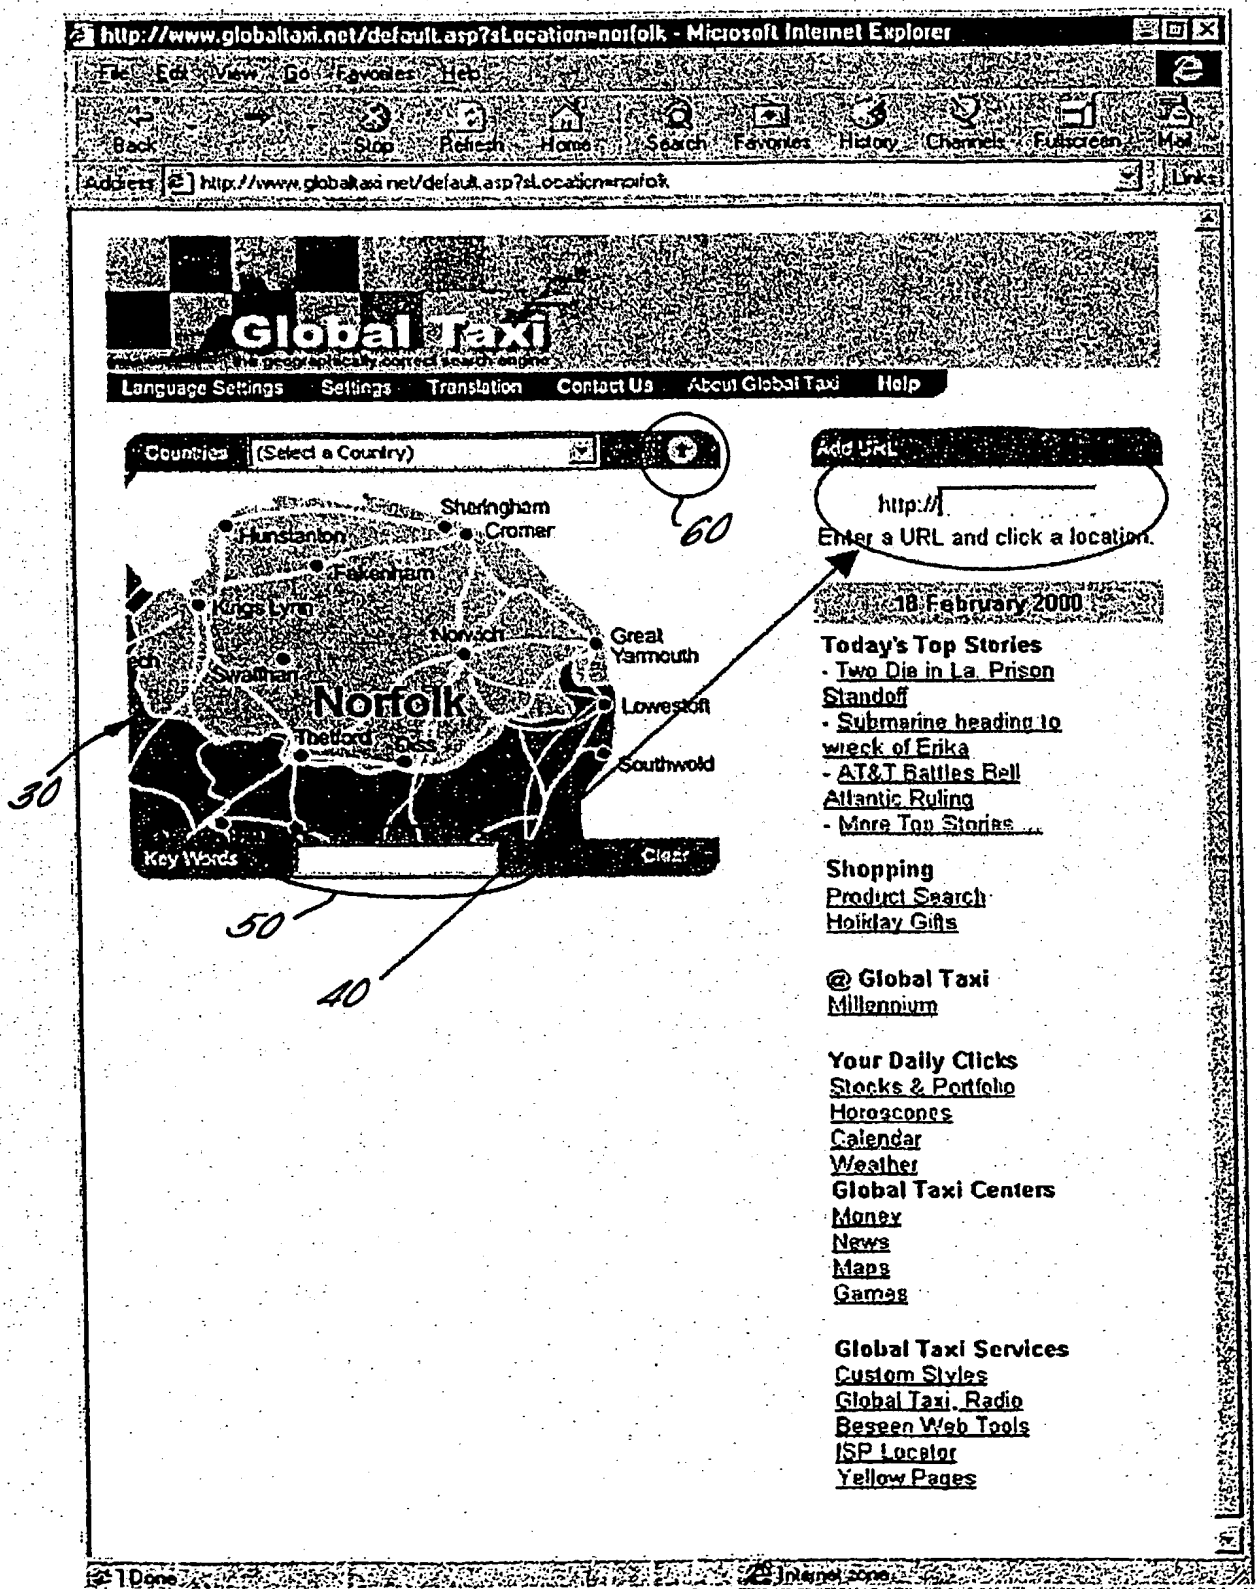 http://www.globaltaxi.net/default.asp?sLocation=norfolk - Microsoft Internet Explorer
File Edit View Go Favorites Help
Back Stop Refresh Home Search Favorites History Channels Fullscreen Mail
Address http://www.globaltaxi.net/default.asp?sLocation=norfolk Links
Global Taxi
the geographically correct search engine
Language Settings Settings Translation Contact Us About Global Taxi Help
Countries (Select a Country)
60
Sheringham
Cromer
Hunstanton
Fakenham
Kings Lynn
Norwich
Great
Yarmouth
Swaffham
Norfolk
Lowestoft
Thetford
Diss
Southwold
30
Key Words Clear
50
40
Add URL
http://
Enter a URL and click a location.
18 February 2000
Today's Top Stories
- Two Die in La. Prison
Standoff
- Submarine heading to
wreck of Erika
- AT&T Battles Bell
Atlantic Ruling
- More Top Stories ...
Shopping
Product Search
Holiday Gifts
@ Global Taxi
Millennium
Your Daily Clicks
Stocks & Portfolio
Horoscopes
Calendar
Weather
Global Taxi Centers
Money
News
Maps
Games
Global Taxi Services
Custom Styles
Global Taxi, Radio
Beseen Web Tools
ISP Locator
Yellow Pages
Done Internet zone